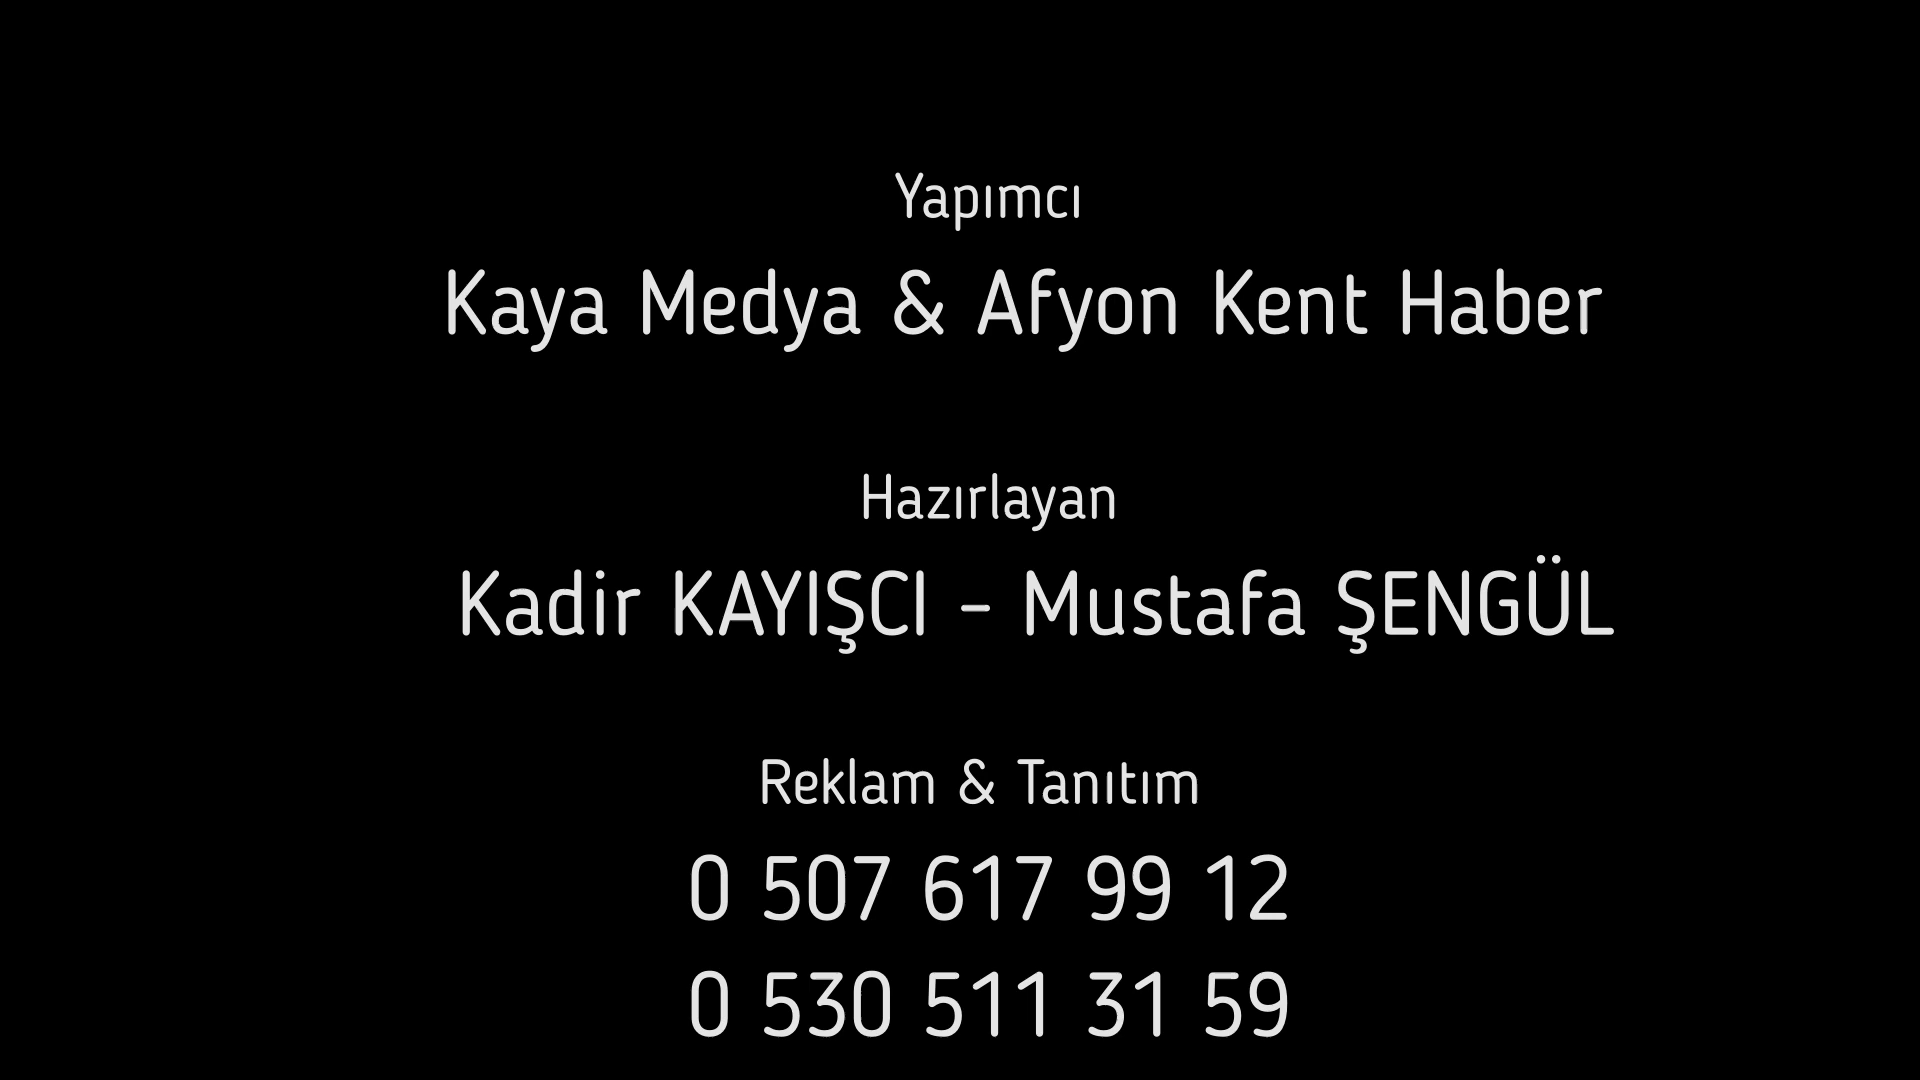 Yapımcı
Kaya Medya & Afyon Kent Haber
Hazırlayan
Kadir KAYIŞCI - Mustafa ŞENGÜL
Reklam & Tanıtım
0 507 617 99 12
0 530 511 31 59